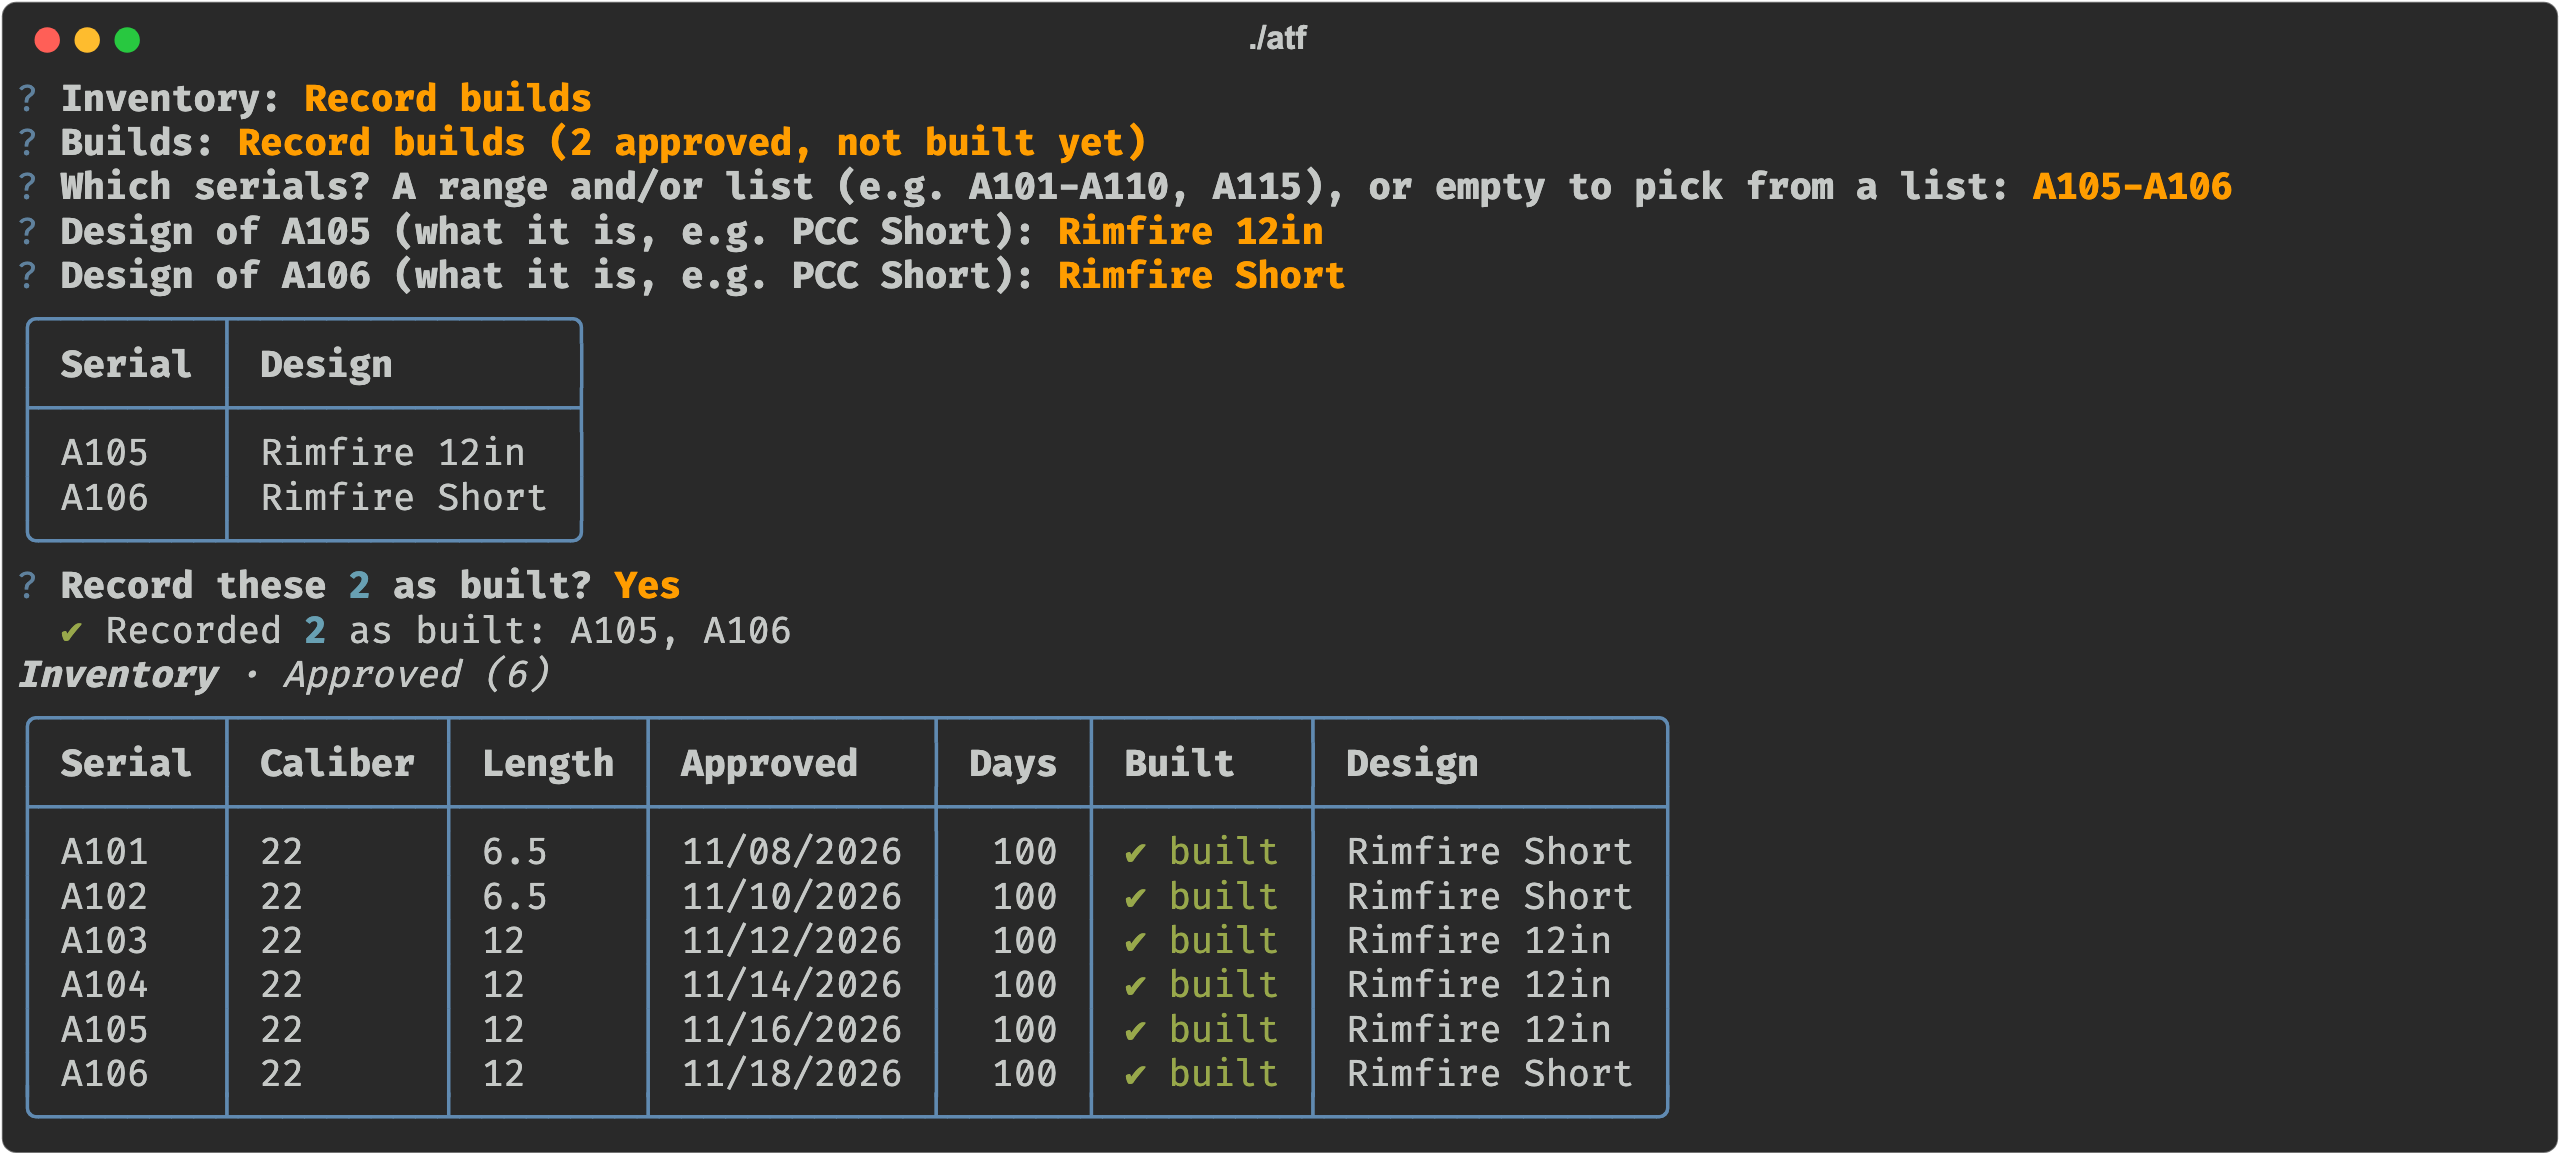 ./atf
? Inventory: Record builds
? Builds: Record builds (2 approved, not built yet)
? Which serials? A range and/or list (e.g. A101-A110, A115), or empty to pick from a list: A105-A106
? Design of A105 (what it is, e.g. PCC Short): Rimfire 12in
? Design of A106 (what it is, e.g. PCC Short): Rimfire Short
Serial Design
A105 Rimfire 12in
A106 Rimfire Short
? Record these 2 as built? Yes
✔ Recorded 2 as built: A105, A106
Inventory · Approved (6)
Serial Caliber Length Approved Days Built Design
A101 22 6.5 11/08/2026 100 ✔ built Rimfire Short
A102 22 6.5 11/10/2026 100 ✔ built Rimfire Short
A103 22 12 11/12/2026 100 ✔ built Rimfire 12in
A104 22 12 11/14/2026 100 ✔ built Rimfire 12in
A105 22 12 11/16/2026 100 ✔ built Rimfire 12in
A106 22 12 11/18/2026 100 ✔ built Rimfire Short